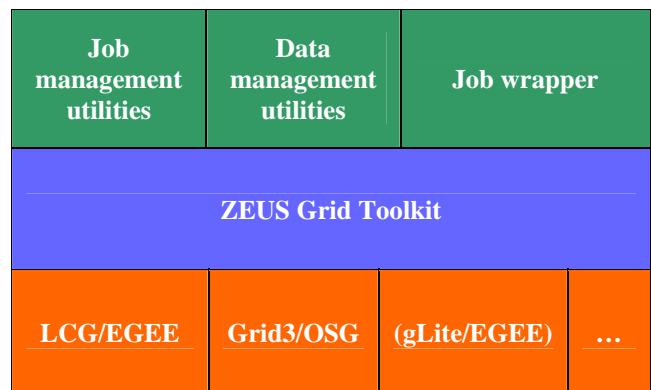 Job
management
utilities
Data
management
utilities
Job wrapper
ZEUS Grid Toolkit
LCG/EGEE
Grid3/OSG
(gLite/EGEE)
...